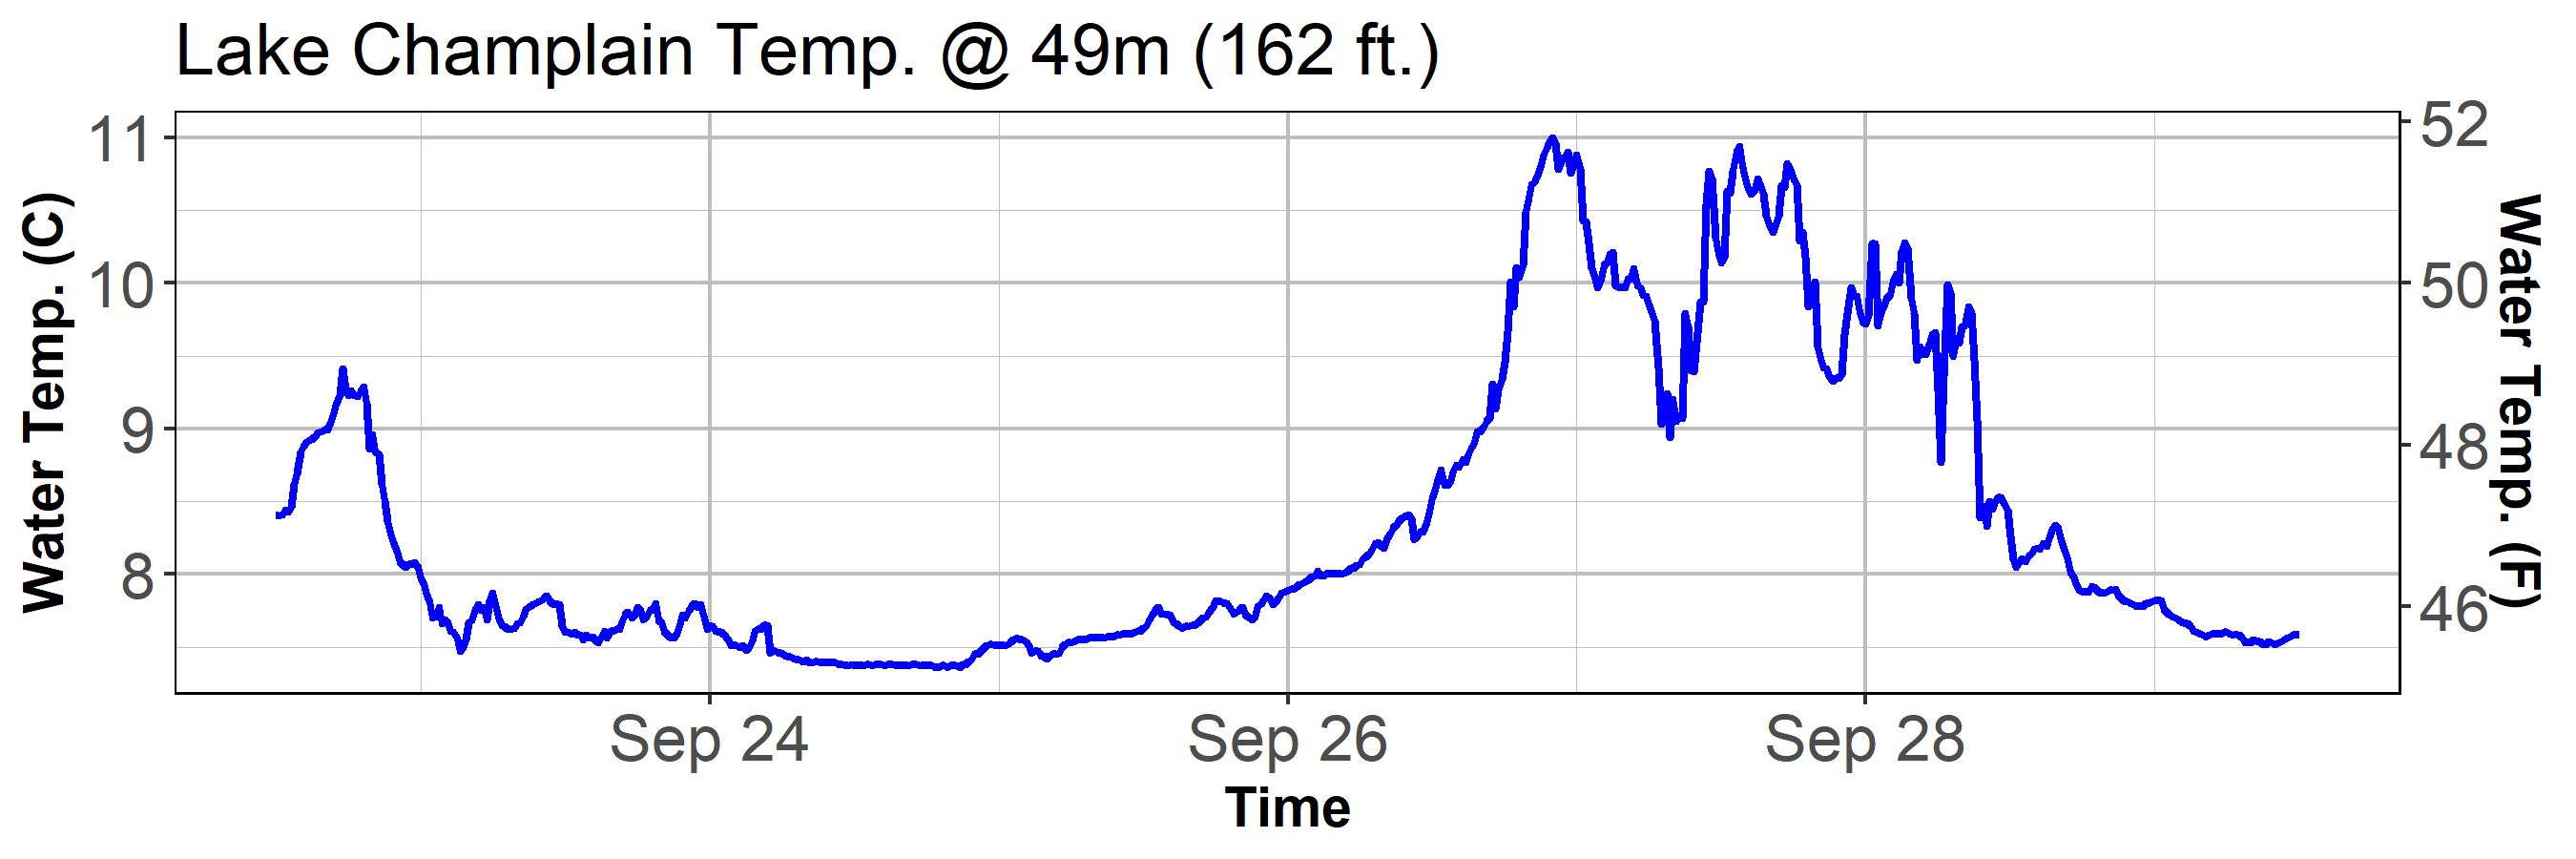 Lake Champlain Temp. @ 49m (162 ft.)
Water Temp. (C)
11
10
9
8
52
50
48
46
Water Temp. (F)
Sep 24
Sep 26
Sep 28
Time